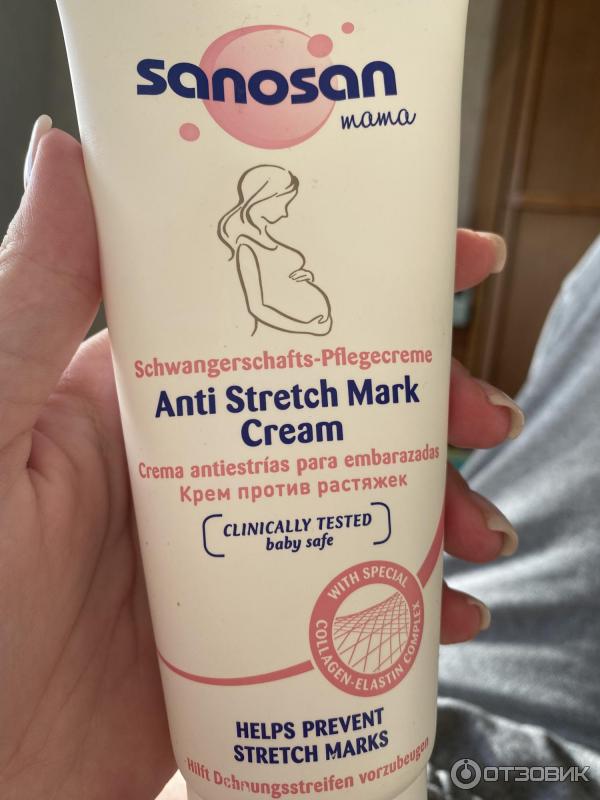 sanosan
mama
Schwangerschafts-Pflegecreme
Anti Stretch Mark
Cream
Crema antiestrías para embarazadas
Крем против растяжек
CLINICALLY TESTED
baby safe
WITH SPECIAL
COLLAGEN-ELASTIN COMPLEX
HELPS PREVENT
STRETCH MARKS
Hilft Dehnungsstreifen vorzubeugen
ОТЗОВИК